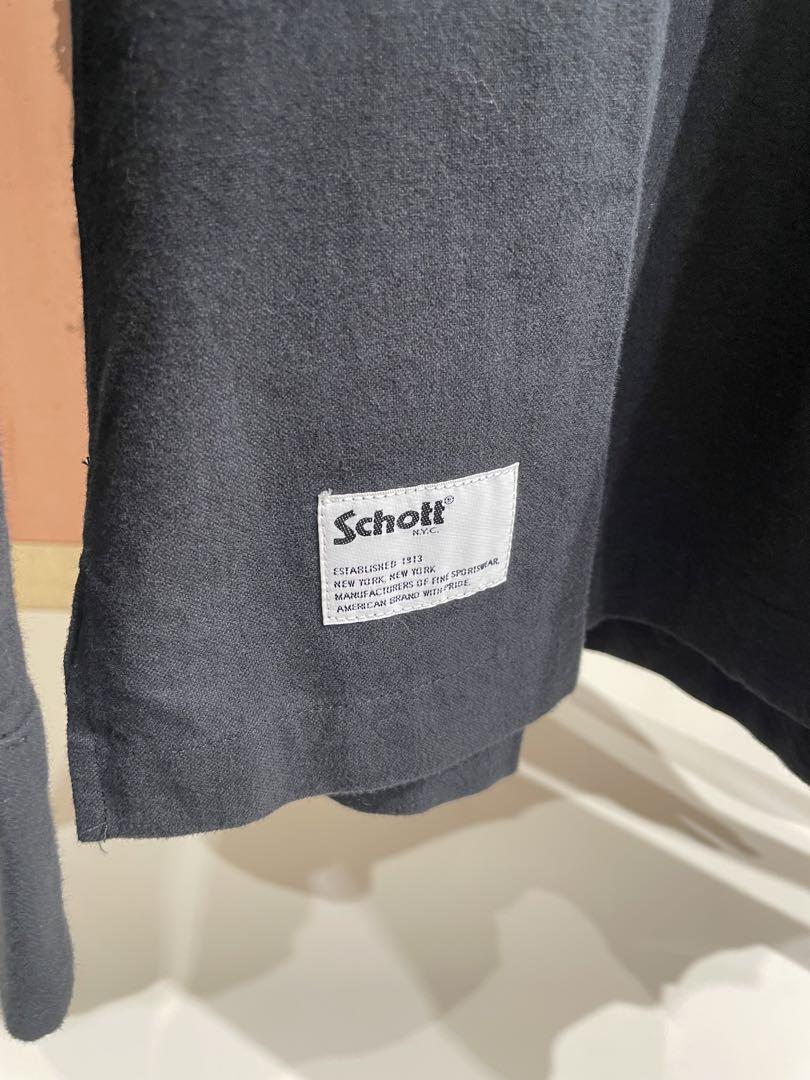 Schott®
N.Y.C.
ESTABLISHED 1913
NEW YORK, NEW YORK
MANUFACTURERS OF FINE SPORTSWEAR.
AMERICAN BRAND WITH PRIDE.